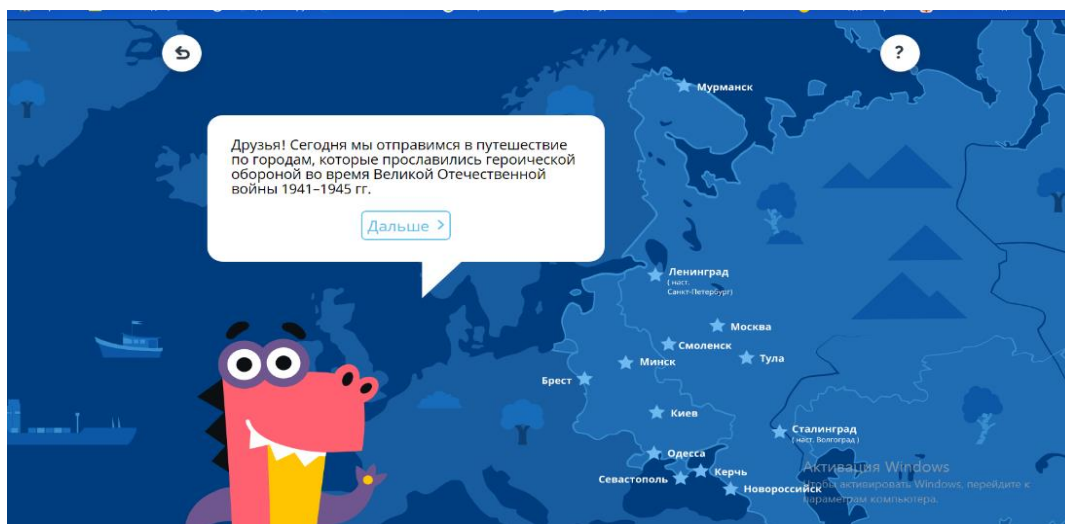 ?
Мурманск
Друзья! Сегодня мы отправимся в путешествие
по городам, которые прославились героической
обороной во время Великой Отечественной
войны 1941–1945 гг.
Дальше >
Ленинград
( наст.
Санкт-Петербург)
Москва
Смоленск
Минск
Тула
Брест
Киев
Сталинград
( наст. Волгоград )
Одесса
Севастополь
Керчь
Новороссийск
Активация Windows
Чтобы активировать Windows, перейдите к
параметрам компьютера.